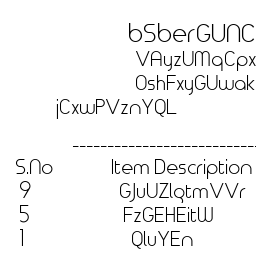 bSberGUNC
VAyzUMqCpx
OshFxyGUwak
jCxwPVznYQL
----------------------------
S.No Item Description
9 GJuUZlqtmVVr
5 FzGEHEitW
1 QluYEn